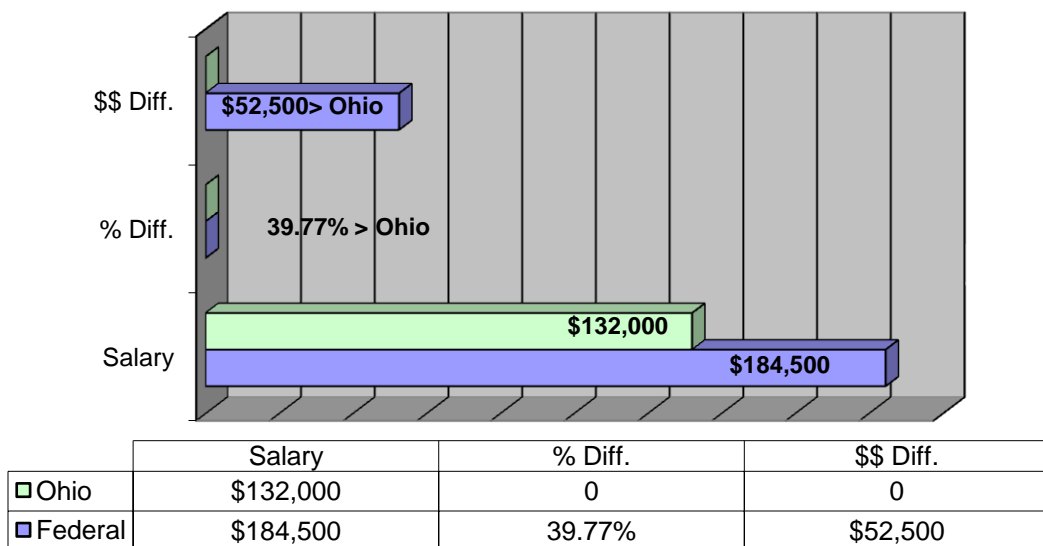 $$ Diff.
$52,500> Ohio
% Diff.
39.77% > Ohio
Salary
$132,000
$184,500
Salary % Diff. $$ Diff.
Ohio $132,000 0 0
Federal $184,500 39.77% $52,500